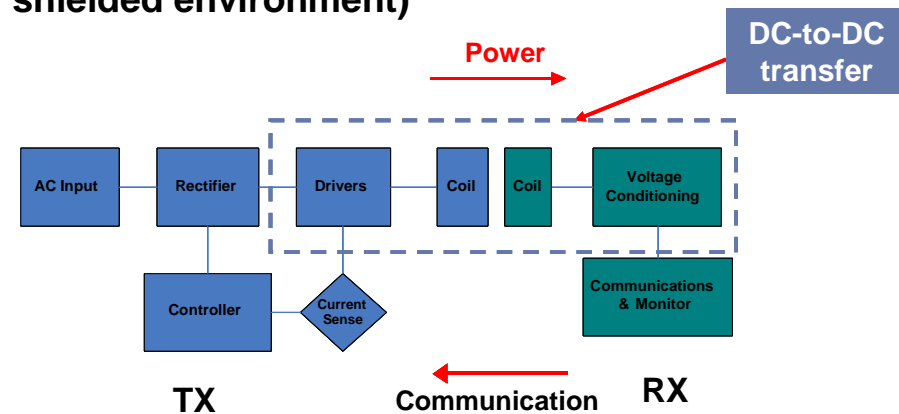 shielded environment)
DC-to-DC
transfer
Power
AC Input
Rectifier
Drivers
Coil
Coil
Voltage
Conditioning
Controller
Current
Sense
Communications
& Monitor
TX
Communication
RX